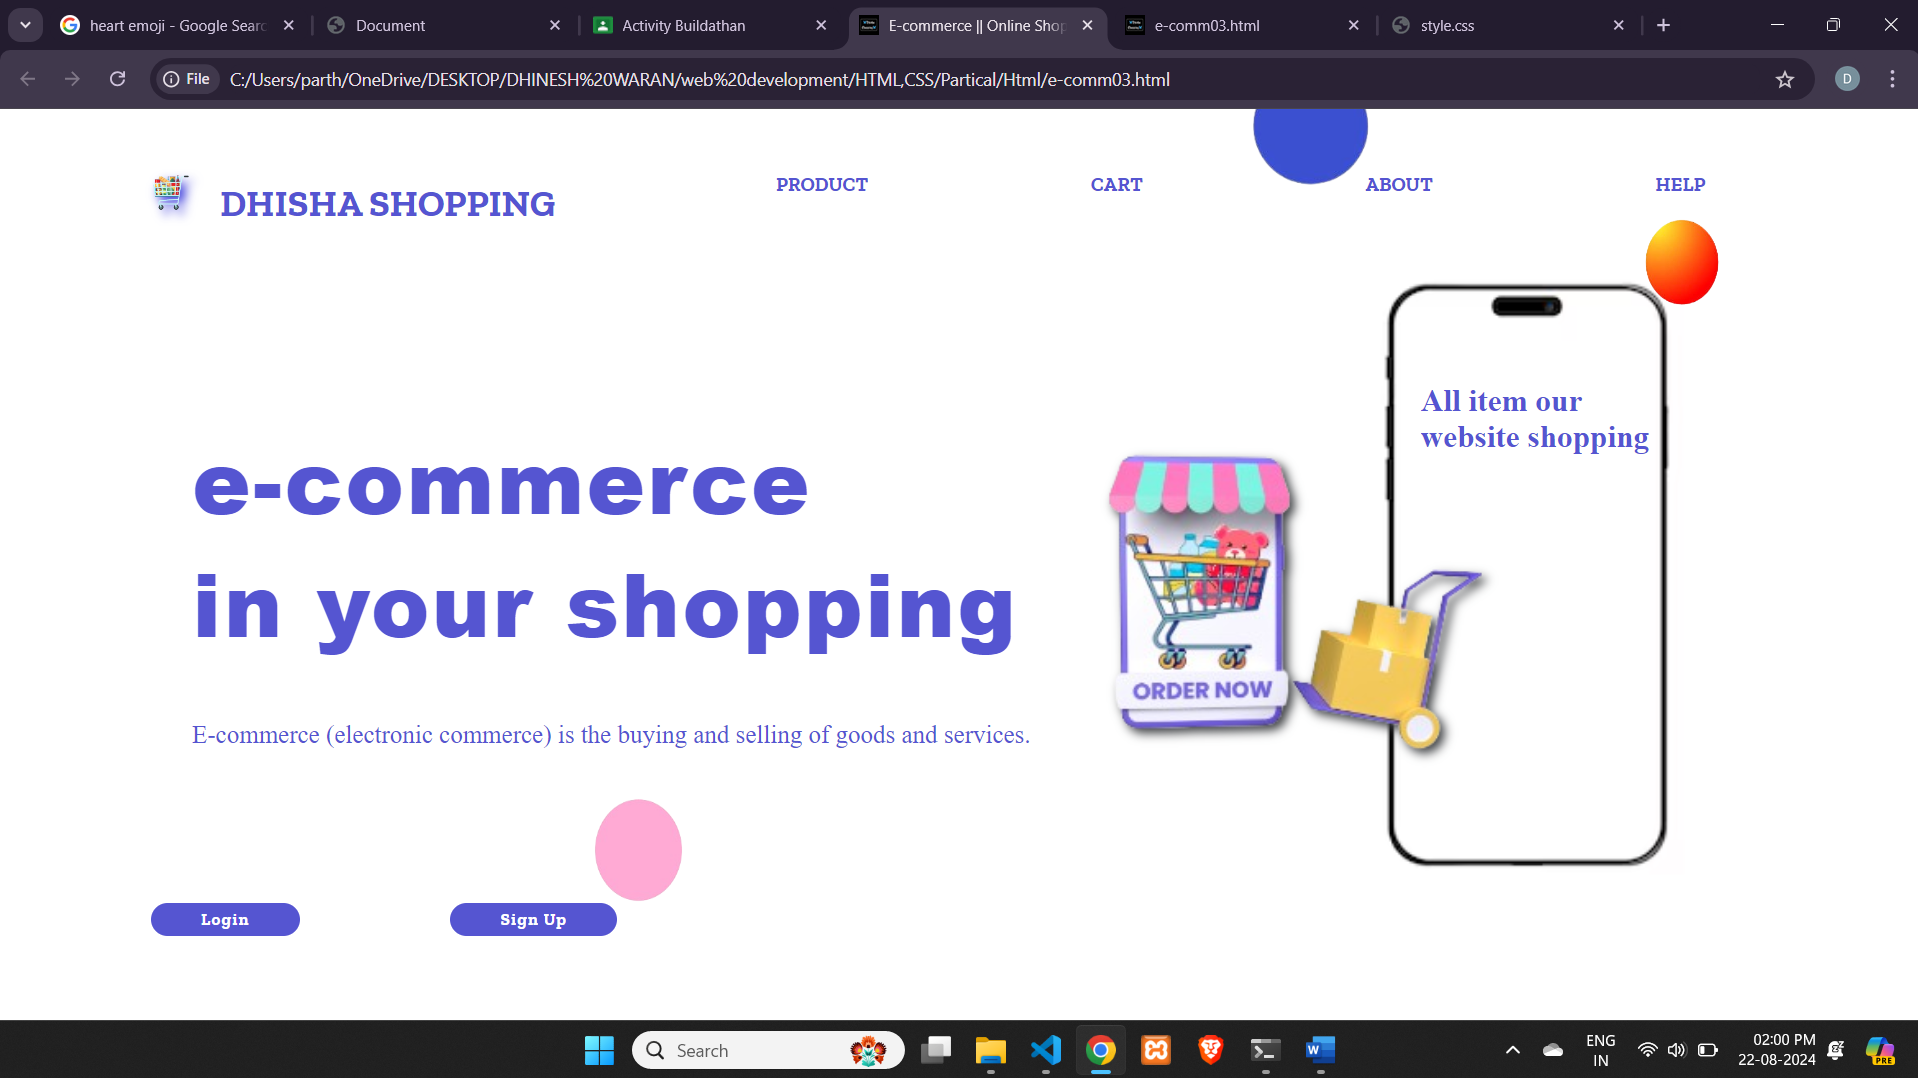 heart emoji - Google Searc
Document
Activity Buildathan
E-commerce || Online Shop
e-comm03.html
style.css
File
C:/Users/parth/OneDrive/DESKTOP/DHINESH%20WARAN/web%20development/HTML,CSS/Partical/Html/e-comm03.html
D
DHISHA SHOPPING
PRODUCT
CART
ABOUT
HELP
All item our
website shopping
e-commerce
in your shopping
ORDER NOW
E-commerce (electronic commerce) is the buying and selling of goods and services.
Login
Sign Up
Search
W
ENG
IN
02:00 PM
22-08-2024
PRE